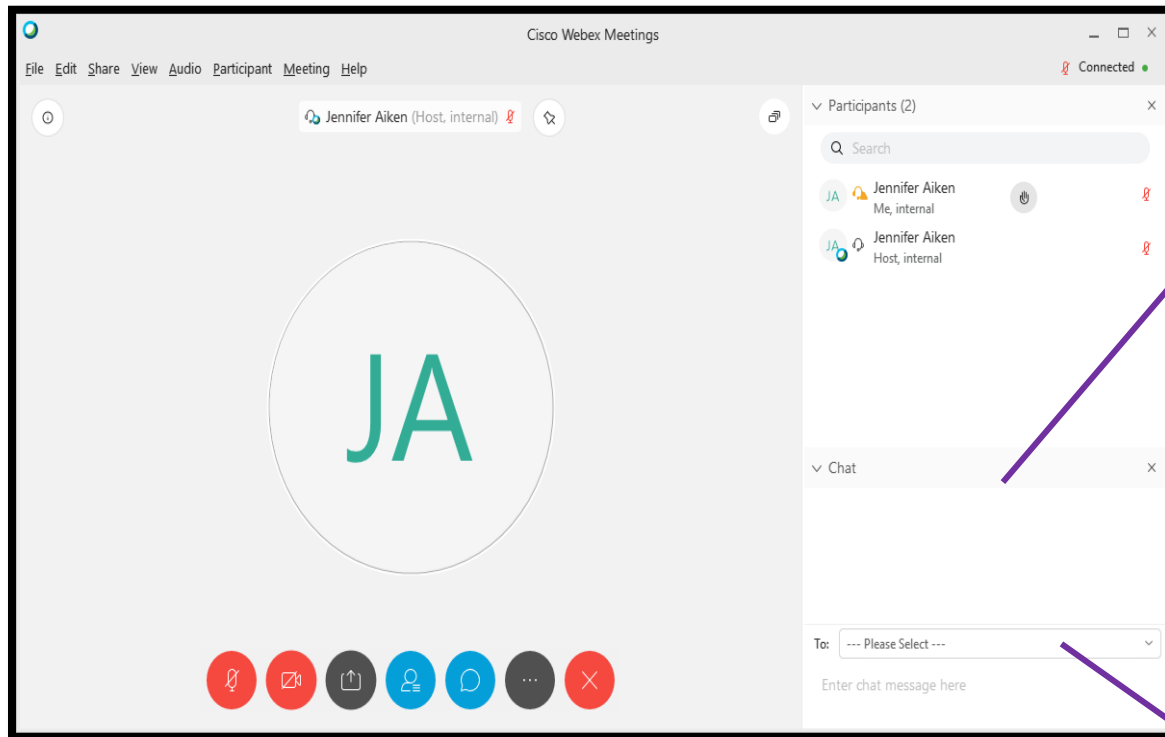 Cisco Webex Meetings
File Edit Share View Audio Participant Meeting Help
Connected
Jennifer Aiken (Host, internal)
Participants (2)
Search
JA
Jennifer Aiken
Me, internal
JA
Jennifer Aiken
Host, internal
JA
Chat
To: --- Please Select ---
Enter chat message here